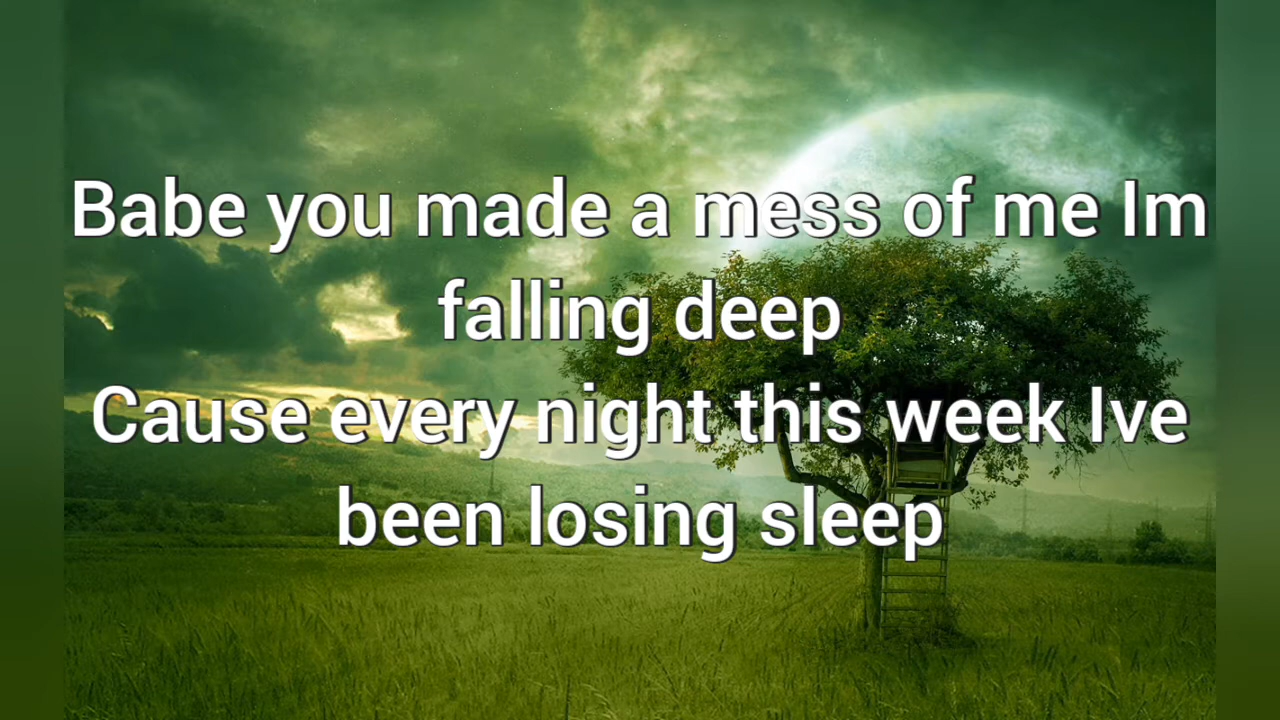 Babe you made a mess of me Im
falling deep
Cause every night this week Ive
been losing sleep